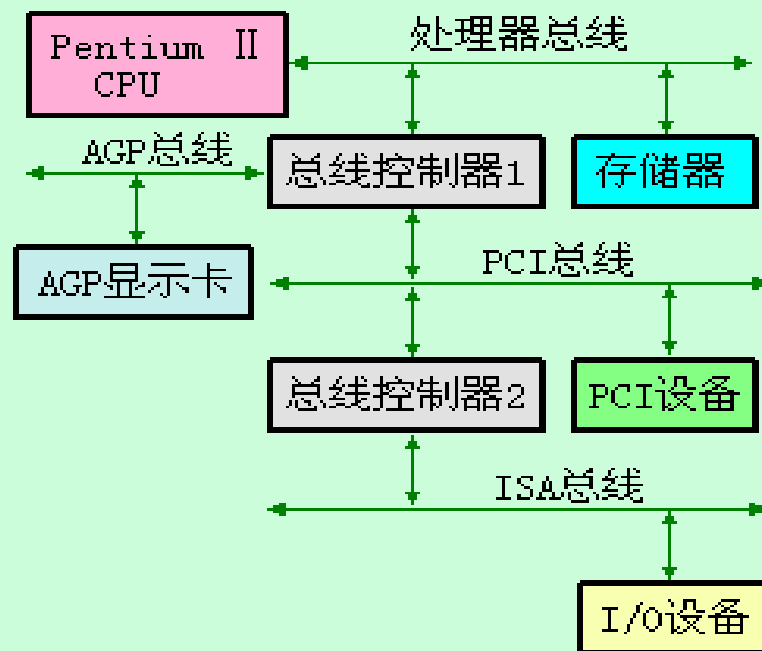 Pentium Ⅱ
CPU
处理器总线
AGP总线
总线控制器1
存储器
AGP显示卡
PCI总线
总线控制器2
PCI设备
ISA总线
I/O设备